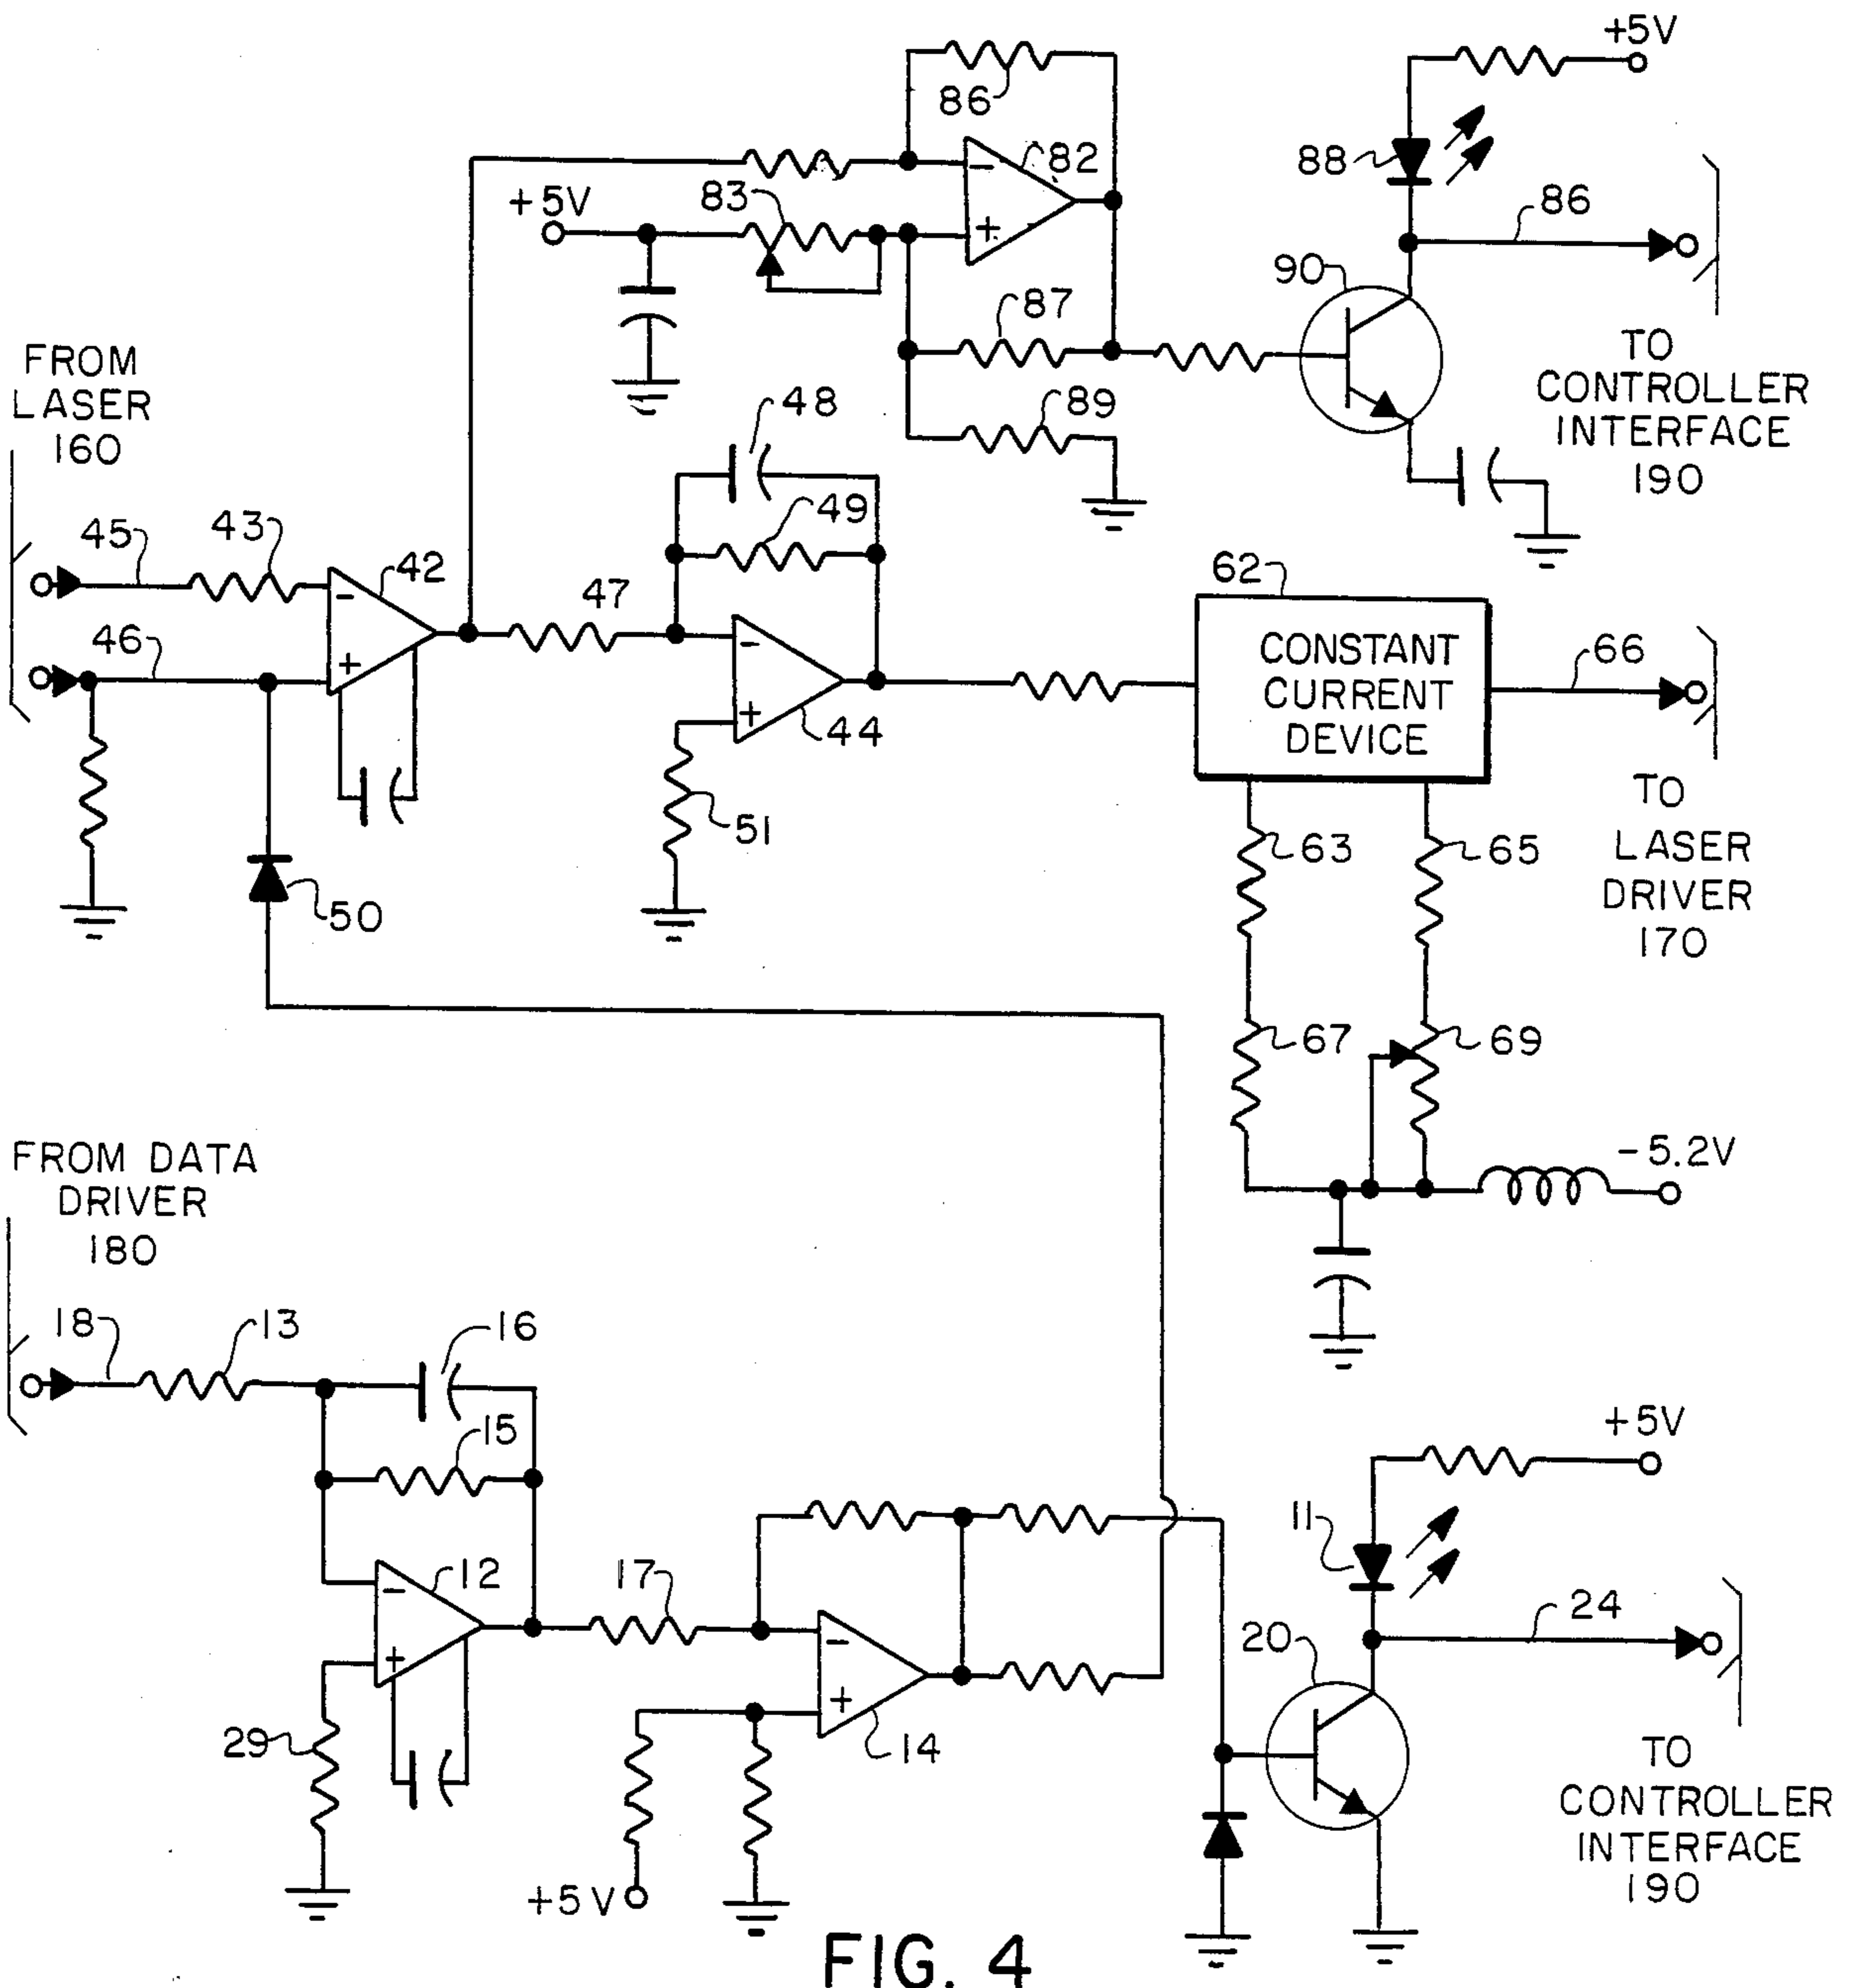 +5V
86
82
88
+5V
83
86
90
87
TO
CONTROLLER
INTERFACE
190
FROM
LASER
160
89
48
49
45
43
42
47
62
46
CONSTANT
CURRENT
DEVICE
66
44
51
50
63
65
TO
LASER
DRIVER
170
67
69
-5.2V
FROM DATA
DRIVER
180
18
13
16
15
+5V
11
12
17
24
20
29
14
TO
CONTROLLER
INTERFACE
190
+5V
FIG. 4